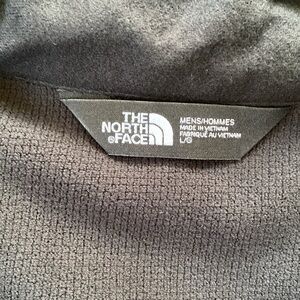 THE
NORTH
FACE
MENS/HOMMES
MADE IN VIETNAM
FABRIQUÉ AU VIETNAM
L/G